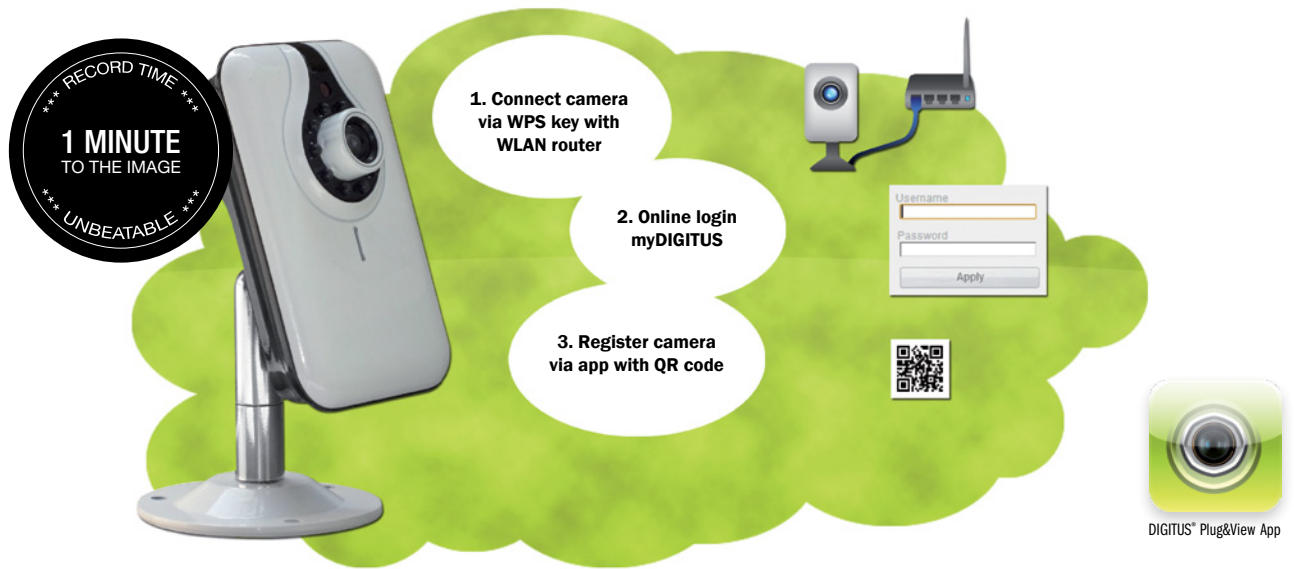 *** RECORD TIME ***
1 MINUTE
TO THE IMAGE
*** UNBEATABLE ***
1. Connect camera
via WPS key with
WLAN router
2. Online login
myDIGITUS
3. Register camera
via app with QR code
Username
Password
Apply
DIGITUS® Plug&View App